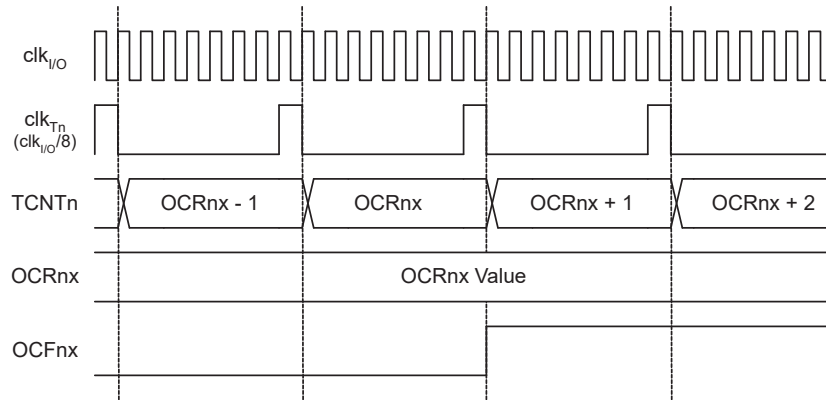 clkI/O
clkTn
(clkI/O/8)
TCNTn OCRnx - 1 OCRnx OCRnx + 1 OCRnx + 2
OCRnx OCRnx Value
OCFnx